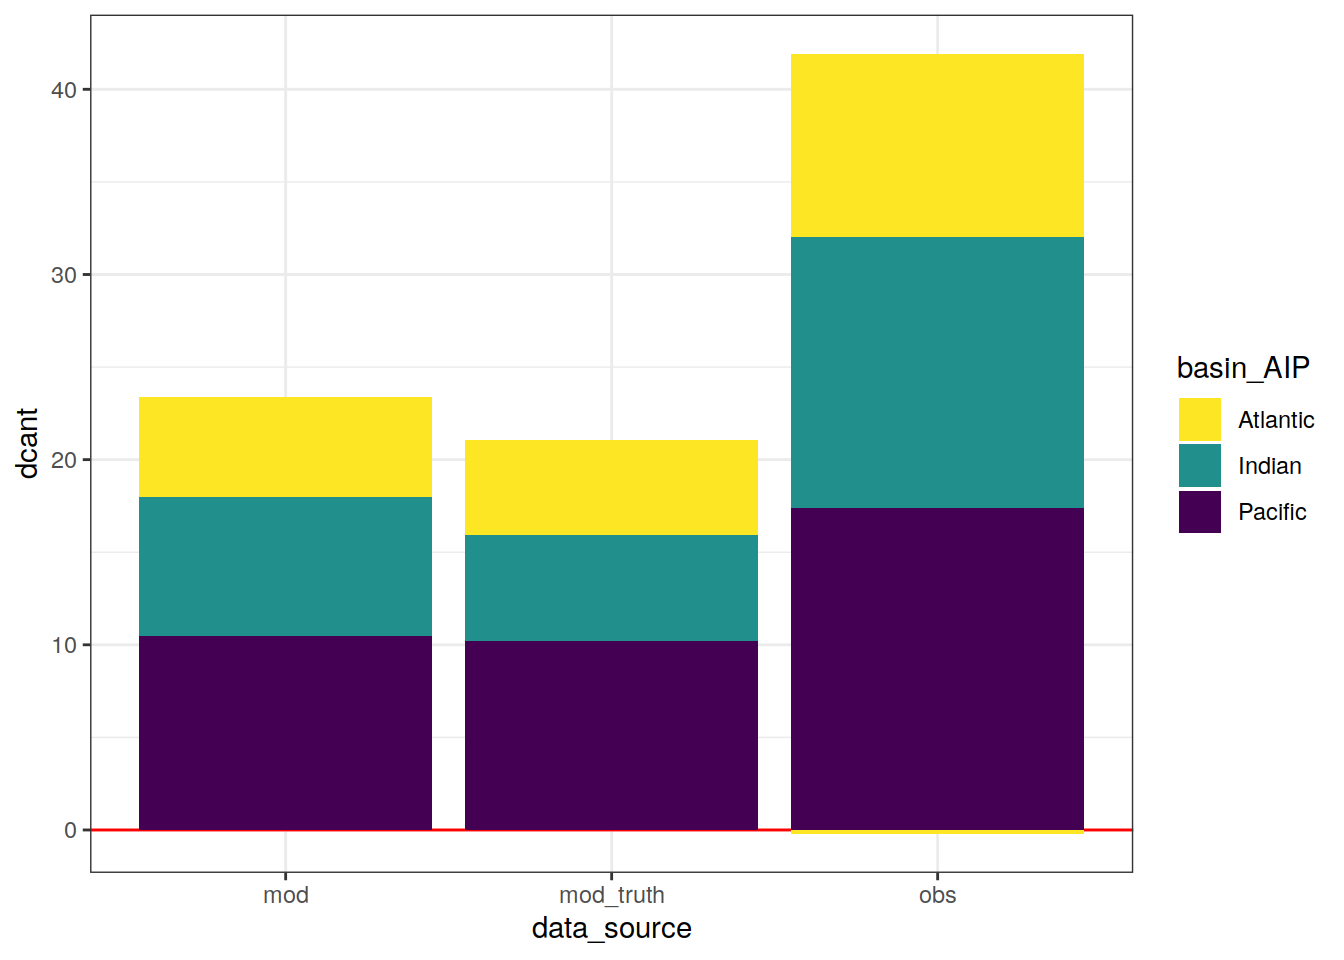 dcant
40
30
20
10
0
mod
mod_truth
obs
data_source
basin_AIP
Atlantic
Indian
Pacific